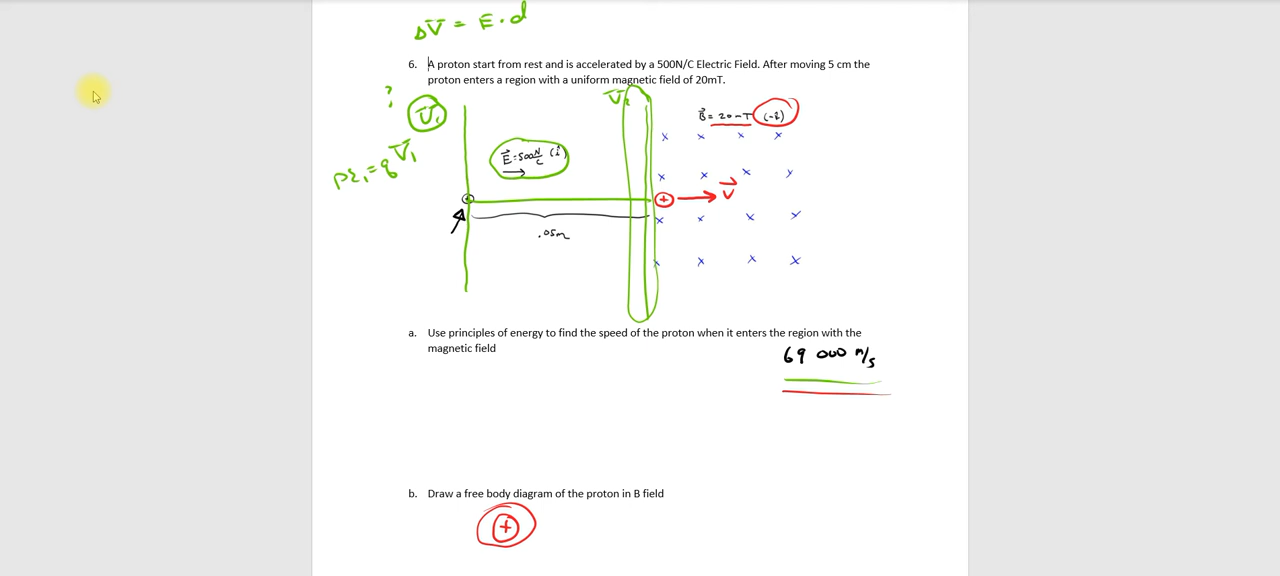 ΔV = E · d
6. A proton start from rest and is accelerated by a 500N/C Electric Field. After moving 5 cm the
proton enters a region with a uniform magnetic field of 20mT.
?
V₁
V₂
B⃗ = 20mT (-k̂)
E⃗ = 500 N/C (î)
PE₁ = qV₁
+
V⃗
.05m
a. Use principles of energy to find the speed of the proton when it enters the region with the
magnetic field
69 000 m/s
b. Draw a free body diagram of the proton in B field
+